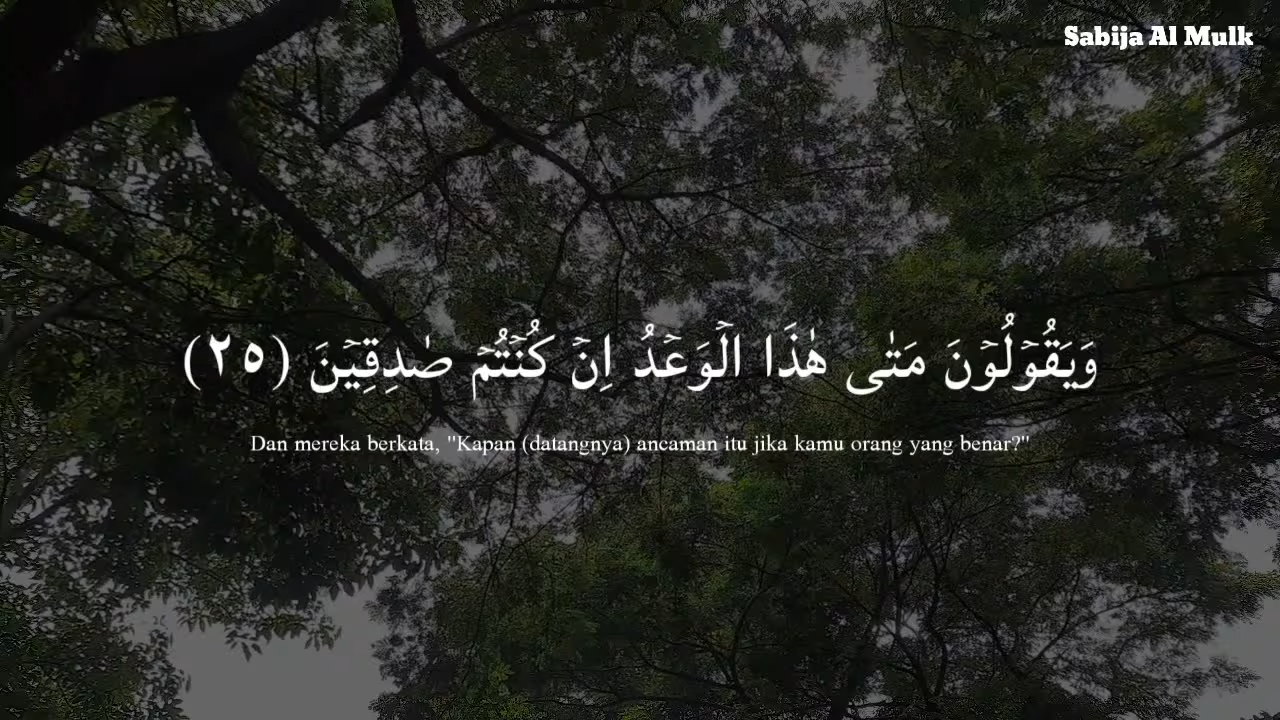 Sabija Al Mulk
وَيَقُوْلُوْنَ مَتٰى هٰذَا الْوَعْدُ اِنْ كُنْتُمْ صٰدِقِيْنَ (٢٥)
Dan mereka berkata, "Kapan (datangnya) ancaman itu jika kamu orang yang benar?"